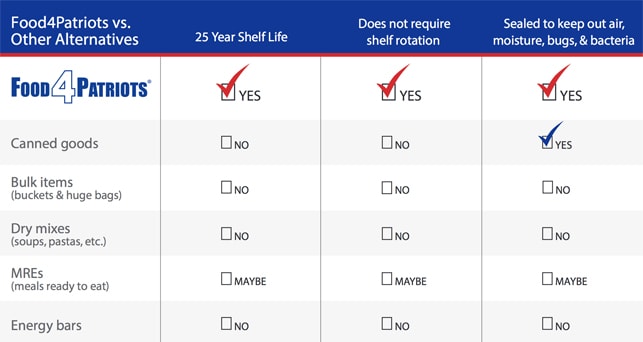 Food4Patriots vs.
Other Alternatives
25 Year Shelf Life
Does not require
shelf rotation
Sealed to keep out air,
moisture, bugs, & bacteria
FOOD4PATRIOTS®
YES
YES
YES
Canned goods
NO
NO
YES
Bulk items
(buckets & huge bags)
NO
NO
NO
Dry mixes
(soups, pastas, etc.)
NO
NO
NO
MREs
(meals ready to eat)
MAYBE
MAYBE
MAYBE
Energy bars
NO
NO
NO